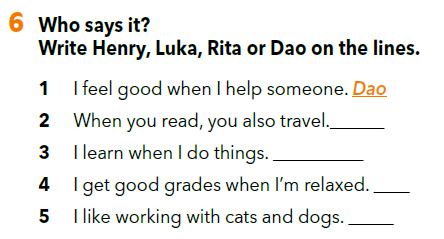 6 Who says it?
Write Henry, Luka, Rita or Dao on the lines.
1 I feel good when I help someone. Dao
2 When you read, you also travel.______
3 I learn when I do things. __________
4 I get good grades when I'm relaxed. ____
5 I like working with cats and dogs. _____